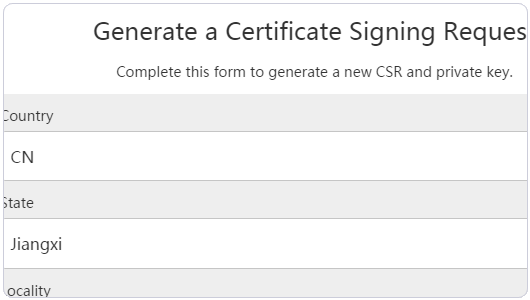 Generate a Certificate Signing Reques
Complete this form to generate a new CSR and private key.
Country
CN
State
Jiangxi
ocality